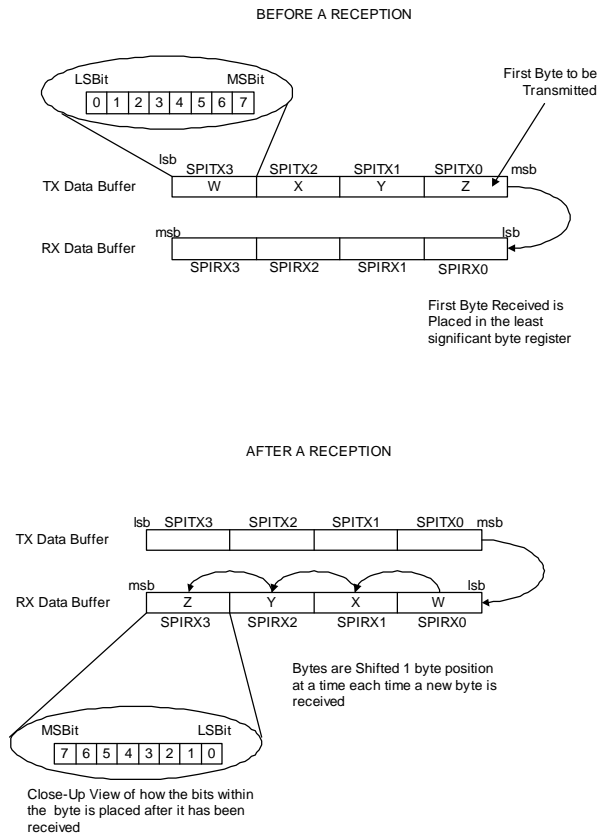 BEFORE A RECEPTION
LSBit MSBit
0 1 2 3 4 5 6 7
First Byte to be
Transmitted
lsb SPITX3 SPITX2 SPITX1 SPITX0 msb
TX Data Buffer W X Y Z
msb lsb
RX Data Buffer
SPIRX3 SPIRX2 SPIRX1 SPIRX0
First Byte Received is
Placed in the least
significant byte register
AFTER A RECEPTION
lsb SPITX3 SPITX2 SPITX1 SPITX0 msb
TX Data Buffer
msb lsb
RX Data Buffer Z Y X W
SPIRX3 SPIRX2 SPIRX1 SPIRX0
Bytes are Shifted 1 byte position
at a time each time a new byte is
received
MSBit LSBit
7 6 5 4 3 2 1 0
Close-Up View of how the bits within
the byte is placed after it has been
received